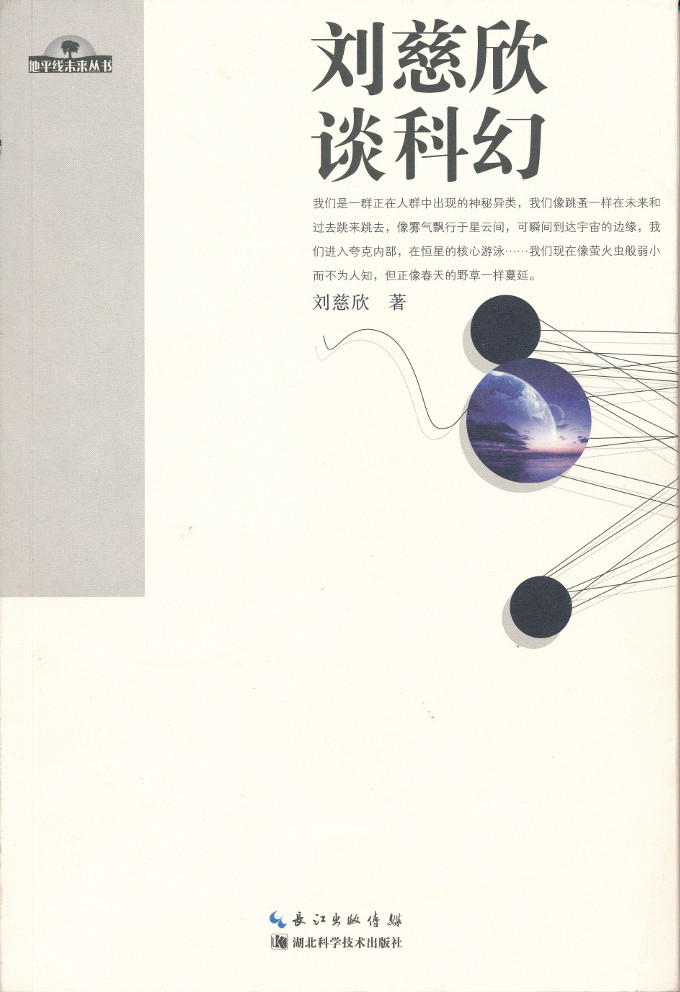 地平线未来丛书
刘慈欣
谈科幻
我们是一群正在人群中出现的神秘异类，我们像跳蚤一样在未来和
过去跳来跳去，像雾气飘行于星云间，可瞬间到达宇宙的边缘，我
们进入夸克内部，在恒星的核心游泳……我们现在像萤火虫般弱小
而不为人知，但正像春天的野草一样蔓延。
刘慈欣 著
长江出版传媒
湖北科学技术出版社